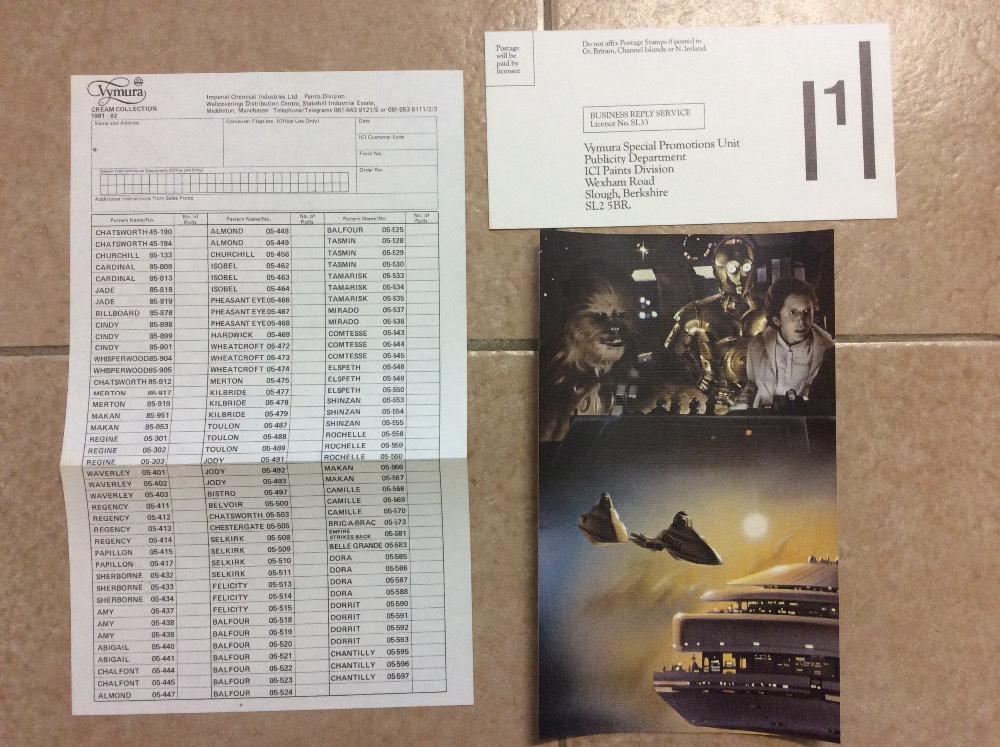 Vymura
CREAM COLLECTION
1981 - 82
Imperial Chemical Industries Ltd. Paints Division
Wallcoverings Distribution Centre, Stakehill Industrial Estate,
Middleton, Manchester Telephone/Telegrams 061-643 9121/5 or 061-653 6111/2/3
Name and Address
Computer Flags etc. (Office Use Only)
Date
ICI Customer Code
Form No.
Order No.
Additional Instructions from Sales Force
Pattern Name/No. No. of Rolls Pattern Name/No. No. of Rolls Pattern Name/No. No. of Rolls
CHATSWORTH 45-190
CHATSWORTH 45-194
CHURCHILL 65-133
CARDINAL 85-809
CARDINAL 85-813
JADE 85-818
JADE 85-819
BILLBOARD 85-878
CINDY 85-898
CINDY 85-899
CINDY 85-901
WHISPERWOOD 85-904
WHISPERWOOD 85-905
CHATSWORTH 85-912
MERTON 85-917
MERTON 85-919
MAKAN 85-951
MAKAN 85-953
REGINE 05-301
REGINE 05-302
REGINE 05-303
WAVERLEY 05-401
WAVERLEY 05-402
WAVERLEY 05-403
REGENCY 05-411
REGENCY 05-412
REGENCY 05-413
REGENCY 05-414
PAPILLON 05-415
PAPILLON 05-417
SHERBORNE 05-432
SHERBORNE 05-433
SHERBORNE 05-434
AMY 05-437
AMY 05-438
AMY 05-439
ABIGAIL 05-440
ABIGAIL 05-441
CHALFONT 05-444
CHALFONT 05-445
ALMOND 05-447
ALMOND 05-448
ALMOND 05-449
CHURCHILL 05-456
ISOBEL 05-462
ISOBEL 05-463
ISOBEL 05-464
PHEASANT EYE 05-466
PHEASANT EYE 05-467
PHEASANT EYE 05-468
HARDWICK 05-469
WHEATCROFT 05-472
WHEATCROFT 05-473
WHEATCROFT 05-474
MERTON 05-475
KILBRIDE 05-477
KILBRIDE 05-478
KILBRIDE 05-479
TOULON 05-487
TOULON 05-488
TOULON 05-489
JODY 05-491
JODY 05-492
JODY 05-493
BISTRO 05-497
BELVOIR 05-500
CHATSWORTH 05-503
CHESTERGATE 05-505
SELKIRK 05-508
SELKIRK 05-509
SELKIRK 05-510
SELKIRK 05-511
FELICITY 05-513
FELICITY 05-514
FELICITY 05-515
BALFOUR 05-518
BALFOUR 05-519
BALFOUR 05-520
BALFOUR 05-521
BALFOUR 05-522
BALFOUR 05-523
BALFOUR 05-524
BALFOUR 05-525
TASMIN 05-528
TASMIN 05-529
TASMIN 05-530
TAMARISK 05-533
TAMARISK 05-534
TAMARISK 05-535
MIRADO 05-537
MIRADO 05-538
COMTESSE 05-543
COMTESSE 05-544
COMTESSE 05-545
ELSPETH 05-548
ELSPETH 05-549
ELSPETH 05-550
SHINZAN 05-553
SHINZAN 05-554
SHINZAN 05-555
ROCHELLE 05-558
ROCHELLE 05-559
ROCHELLE 05-560
MAKAN 05-566
MAKAN 05-567
CAMILLE 05-568
CAMILLE 05-569
CAMILLE 05-570
BRIC-A-BRAC 05-573
EMPIRE STRIKES BACK 05-581
BELLE GRANDE 05-583
DORA 05-585
DORA 05-586
DORA 05-587
DORA 05-588
DORRIT 05-590
DORRIT 05-591
DORRIT 05-592
DORRIT 05-593
CHANTILLY 05-595
CHANTILLY 05-596
CHANTILLY 05-597
Postage
will be
paid by
licensee
Do not affix Postage Stamps if posted in
Gt. Britain, Channel Islands or N. Ireland.
1
BUSINESS REPLY SERVICE
Licence No. SL33
Vymura Special Promotions Unit
Publicity Department
ICI Paints Division
Wexham Road
Slough, Berkshire
SL2 5BR.